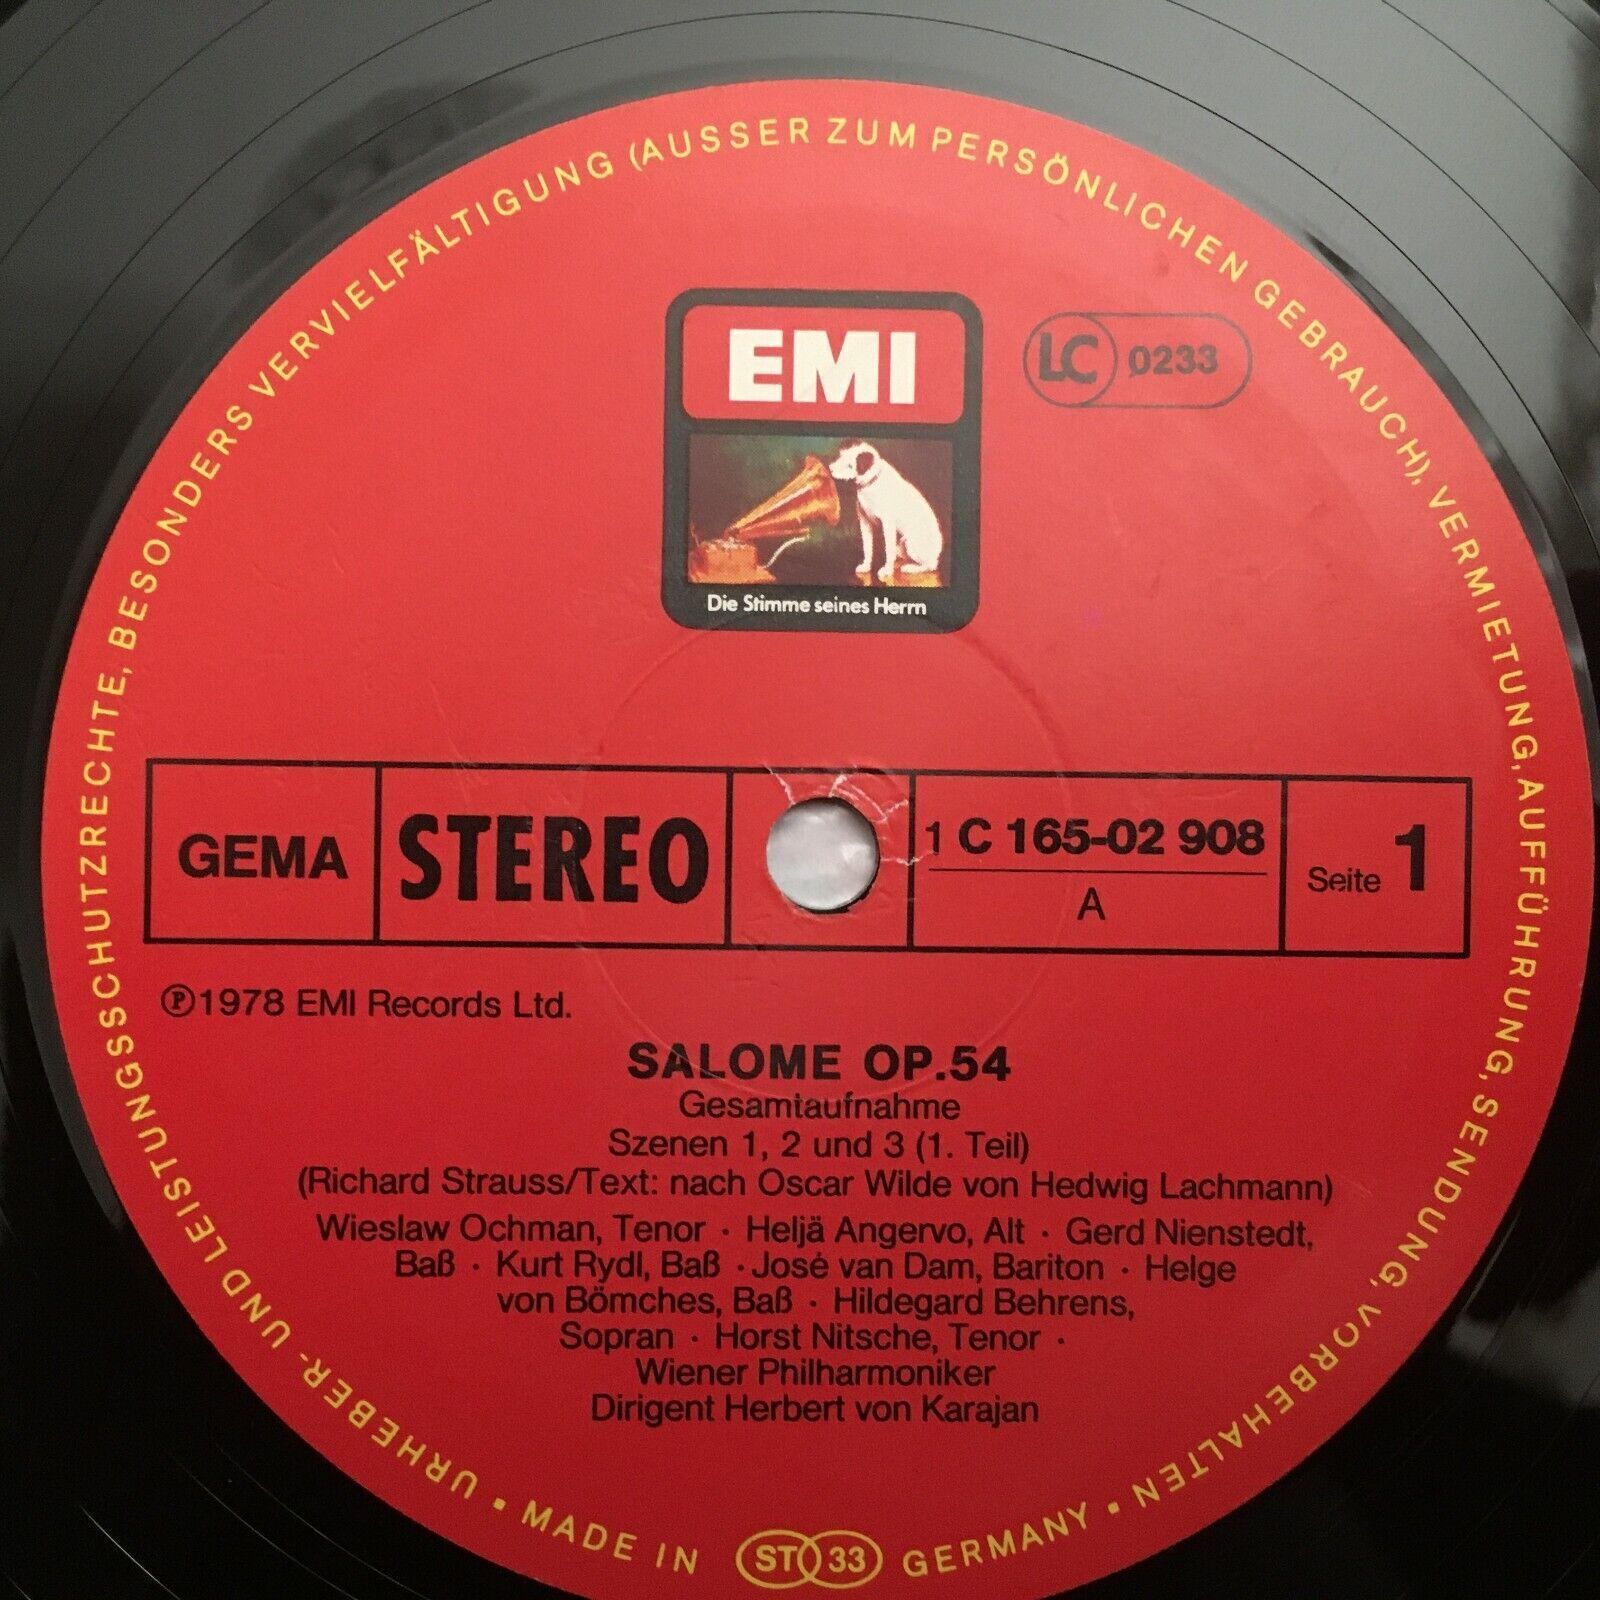 URHEBER- UND LEISTUNGSSCHUTZRECHTE, BESONDERS VERVIELFÄLTIGUNG (AUSSER ZUM PERSÖNLICHEN GEBRAUCH), VERMIETUNG, AUFFÜHRUNG, SENDUNG, VORBEHALTEN
EMI
LC 0233
Die Stimme seines Herrn
GEMA
STEREO
1 C 165-02 908
A
Seite 1
℗1978 EMI Records Ltd.
SALOME OP.54
Gesamtaufnahme
Szenen 1, 2 und 3 (1. Teil)
(Richard Strauss/Text: nach Oscar Wilde von Hedwig Lachmann)
Wieslaw Ochman, Tenor · Heljä Angervo, Alt · Gerd Nienstedt,
Baß · Kurt Rydl, Baß · José van Dam, Bariton · Helge
von Bömches, Baß · Hildegard Behrens,
Sopran · Horst Nitsche, Tenor ·
Wiener Philharmoniker
Dirigent Herbert von Karajan
• MADE IN ST 33 GERMANY •